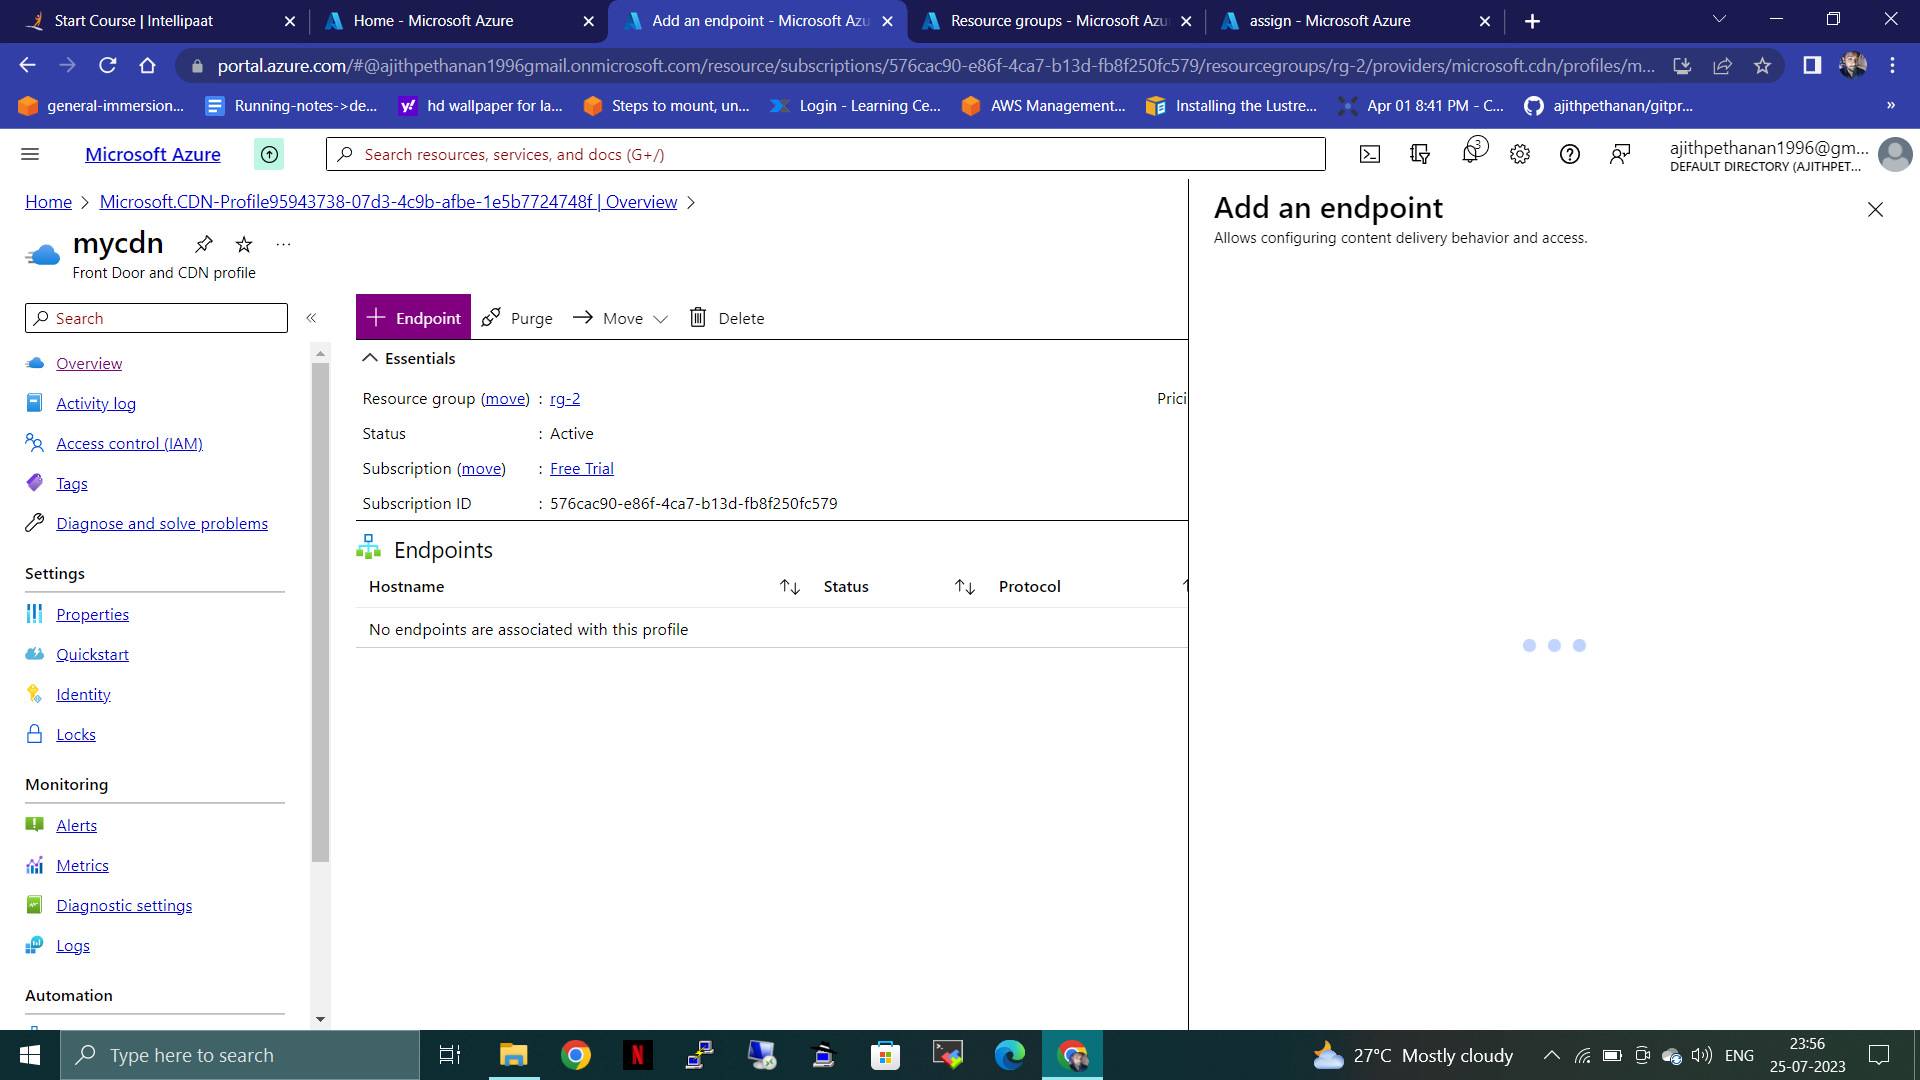 Start Course | Intellipaat
Home - Microsoft Azure
Add an endpoint - Microsoft Azu
Resource groups - Microsoft Azu
assign - Microsoft Azure
portal.azure.com/#@ajithpethanan1996gmail.onmicrosoft.com/resource/subscriptions/576cac90-e86f-4ca7-b13d-fb8f250fc579/resourcegroups/rg-2/providers/microsoft.cdn/profiles/m...
general-immersion...
Running-notes->de...
hd wallpaper for la...
Steps to mount, un...
Login - Learning Ce...
AWS Management...
Installing the Lustre...
Apr 01 8:41 PM - C...
ajithpethanan/gitpr...
»
Microsoft Azure
Search resources, services, and docs (G+/)
3
ajithpethanan1996@gm...
DEFAULT DIRECTORY (AJITHPET...
Home > Microsoft.CDN-Profile95943738-07d3-4c9b-afbe-1e5b7724748f | Overview >
mycdn
...
Front Door and CDN profile
Search
«
Overview
Activity log
Access control (IAM)
Tags
Diagnose and solve problems
Settings
Properties
Quickstart
Identity
Locks
Monitoring
Alerts
Metrics
Diagnostic settings
Logs
Automation
Endpoint
Purge
Move
Delete
Essentials
Resource group (move) : rg-2
Prici
Status : Active
Subscription (move) : Free Trial
Subscription ID : 576cac90-e86f-4ca7-b13d-fb8f250fc579
Endpoints
Hostname
Status
Protocol
No endpoints are associated with this profile
Add an endpoint
Allows configuring content delivery behavior and access.
Type here to search
27°C Mostly cloudy
ENG
23:56
25-07-2023